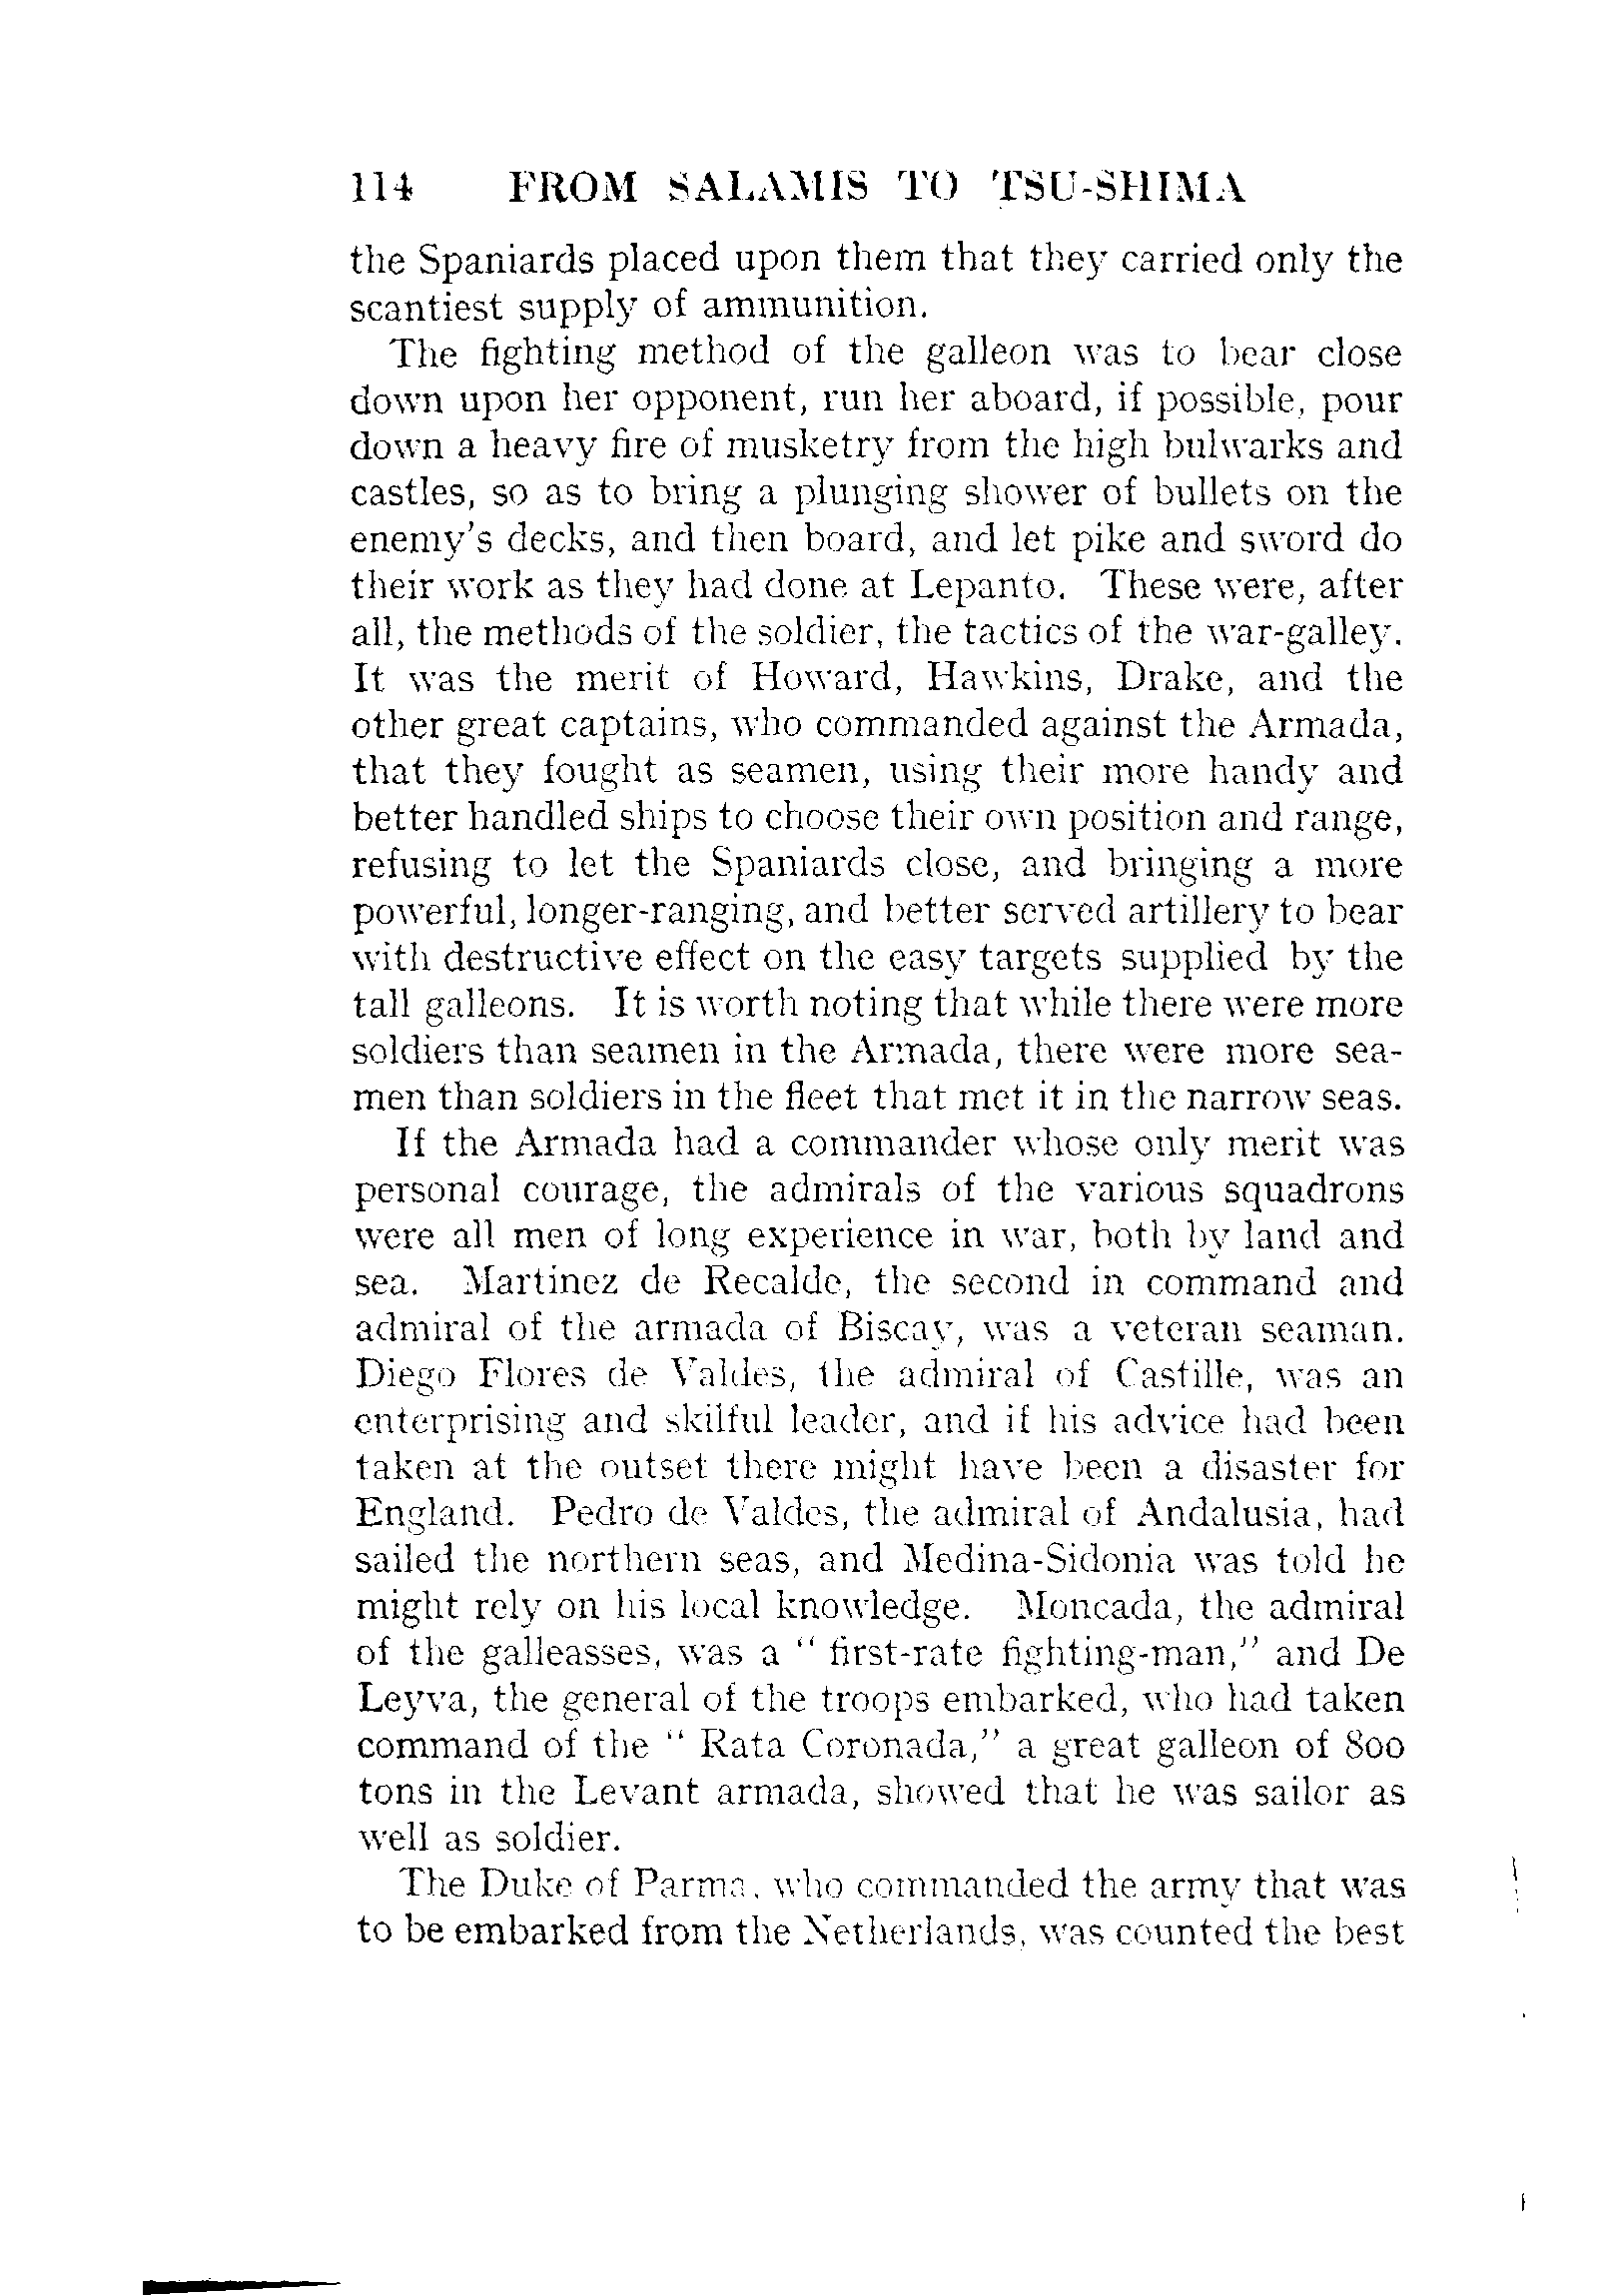 114 FROM SALAMIS TO TSU-SHIMA
the Spaniards placed upon them that they carried only the
scantiest supply of ammunition.
The fighting method of the galleon was to bear close
down upon her opponent, run her aboard, if possible, pour
down a heavy fire of musketry from the high bulwarks and
castles, so as to bring a plunging shower of bullets on the
enemy's decks, and then board, and let pike and sword do
their work as they had done at Lepanto. These were, after
all, the methods of the soldier, the tactics of the war-galley.
It was the merit of Howard, Hawkins, Drake, and the
other great captains, who commanded against the Armada,
that they fought as seamen, using their more handy and
better handled ships to choose their own position and range,
refusing to let the Spaniards close, and bringing a more
powerful, longer-ranging, and better served artillery to bear
with destructive effect on the easy targets supplied by the
tall galleons. It is worth noting that while there were more
soldiers than seamen in the Armada, there were more sea-
men than soldiers in the fleet that met it in the narrow seas.
If the Armada had a commander whose only merit was
personal courage, the admirals of the various squadrons
were all men of long experience in war, both by land and
sea. Martinez de Recalde, the second in command and
admiral of the armada of Biscay, was a veteran seaman.
Diego Flores de Valdes, the admiral of Castille, was an
enterprising and skilful leader, and if his advice had been
taken at the outset there might have been a disaster for
England. Pedro de Valdes, the admiral of Andalusia, had
sailed the northern seas, and Medina-Sidonia was told he
might rely on his local knowledge. Moncada, the admiral
of the galleasses, was a " first-rate fighting-man," and De
Leyva, the general of the troops embarked, who had taken
command of the " Rata Coronada," a great galleon of 800
tons in the Levant armada, showed that he was sailor as
well as soldier.
The Duke of Parma, who commanded the army that was
to be embarked from the Netherlands, was counted the best